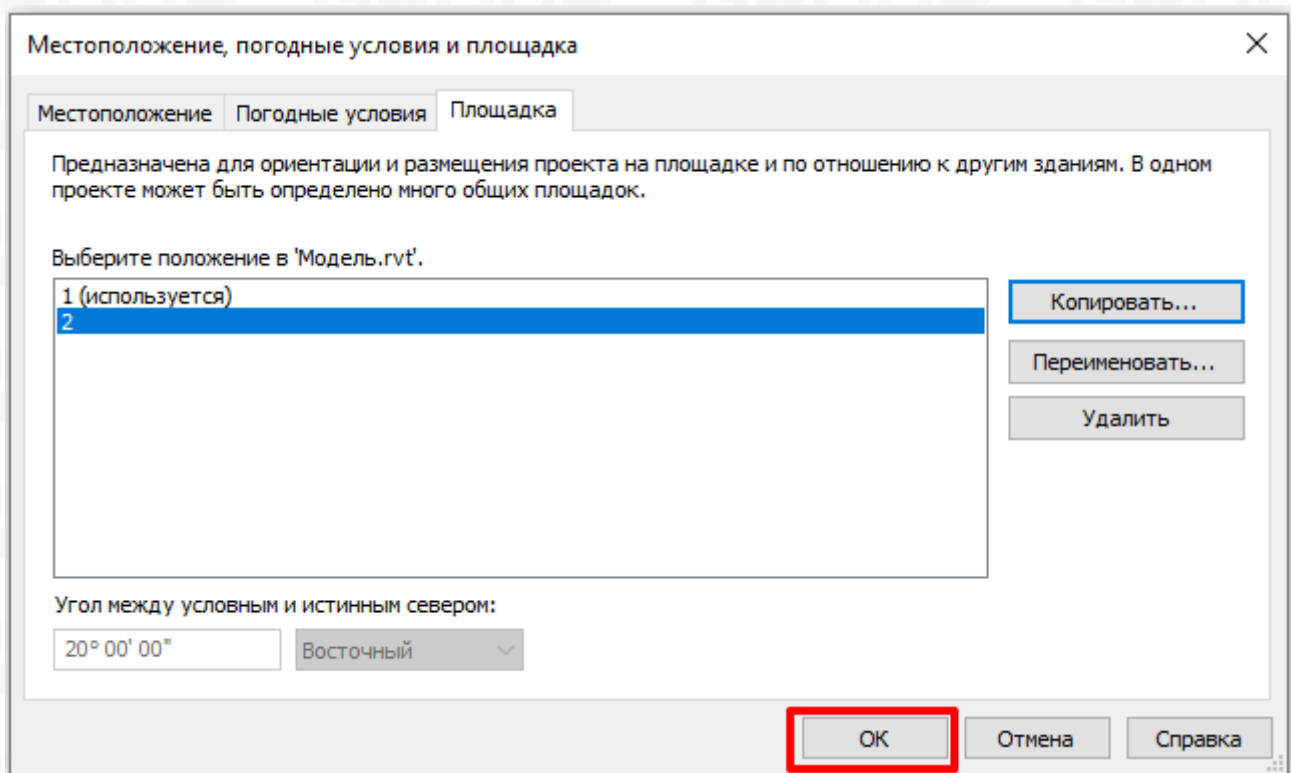 Местоположение, погодные условия и площадка
Местоположение Погодные условия Площадка
Предназначена для ориентации и размещения проекта на площадке и по отношению к другим зданиям. В одном
проекте может быть определено много общих площадок.
Выберите положение в 'Модель.rvt'.
1 (используется)
2
Копировать...
Переименовать...
Удалить
Угол между условным и истинным севером:
20° 00' 00"
Восточный
ОК Отмена Справка